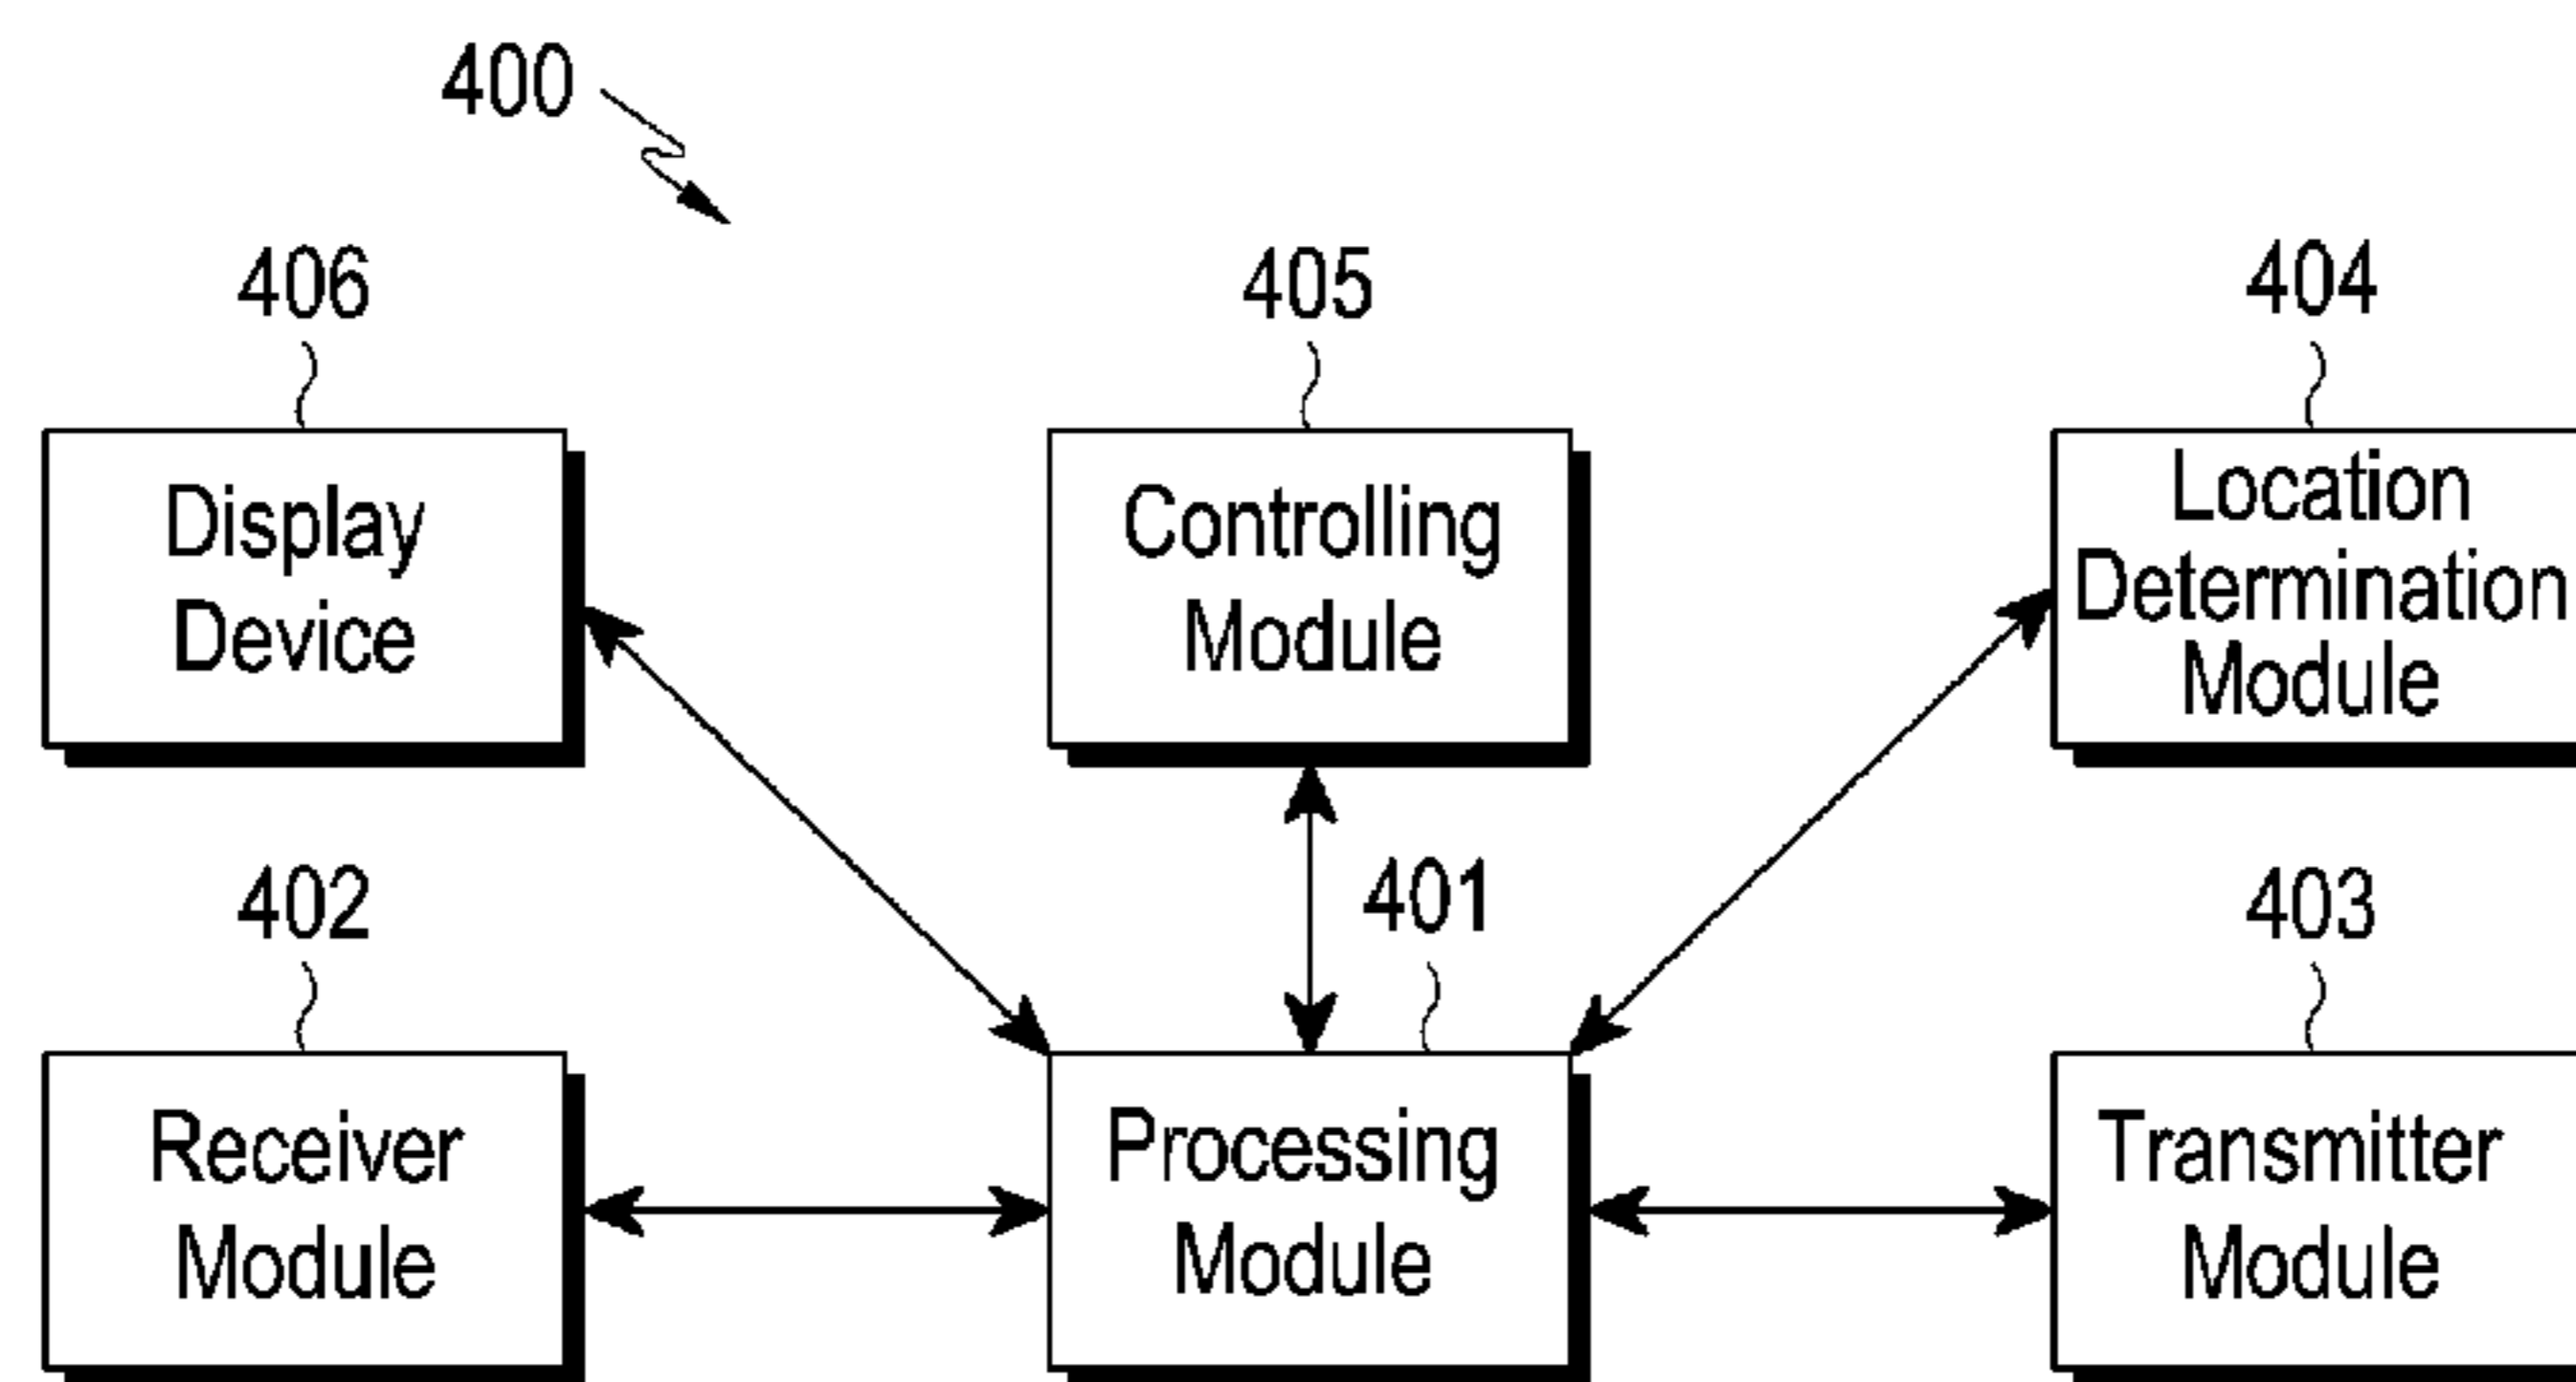 400
406
405
404
Display
Device
Controlling
Module
Location
Determination
Module
402
401
403
Receiver
Module
Processing
Module
Transmitter
Module